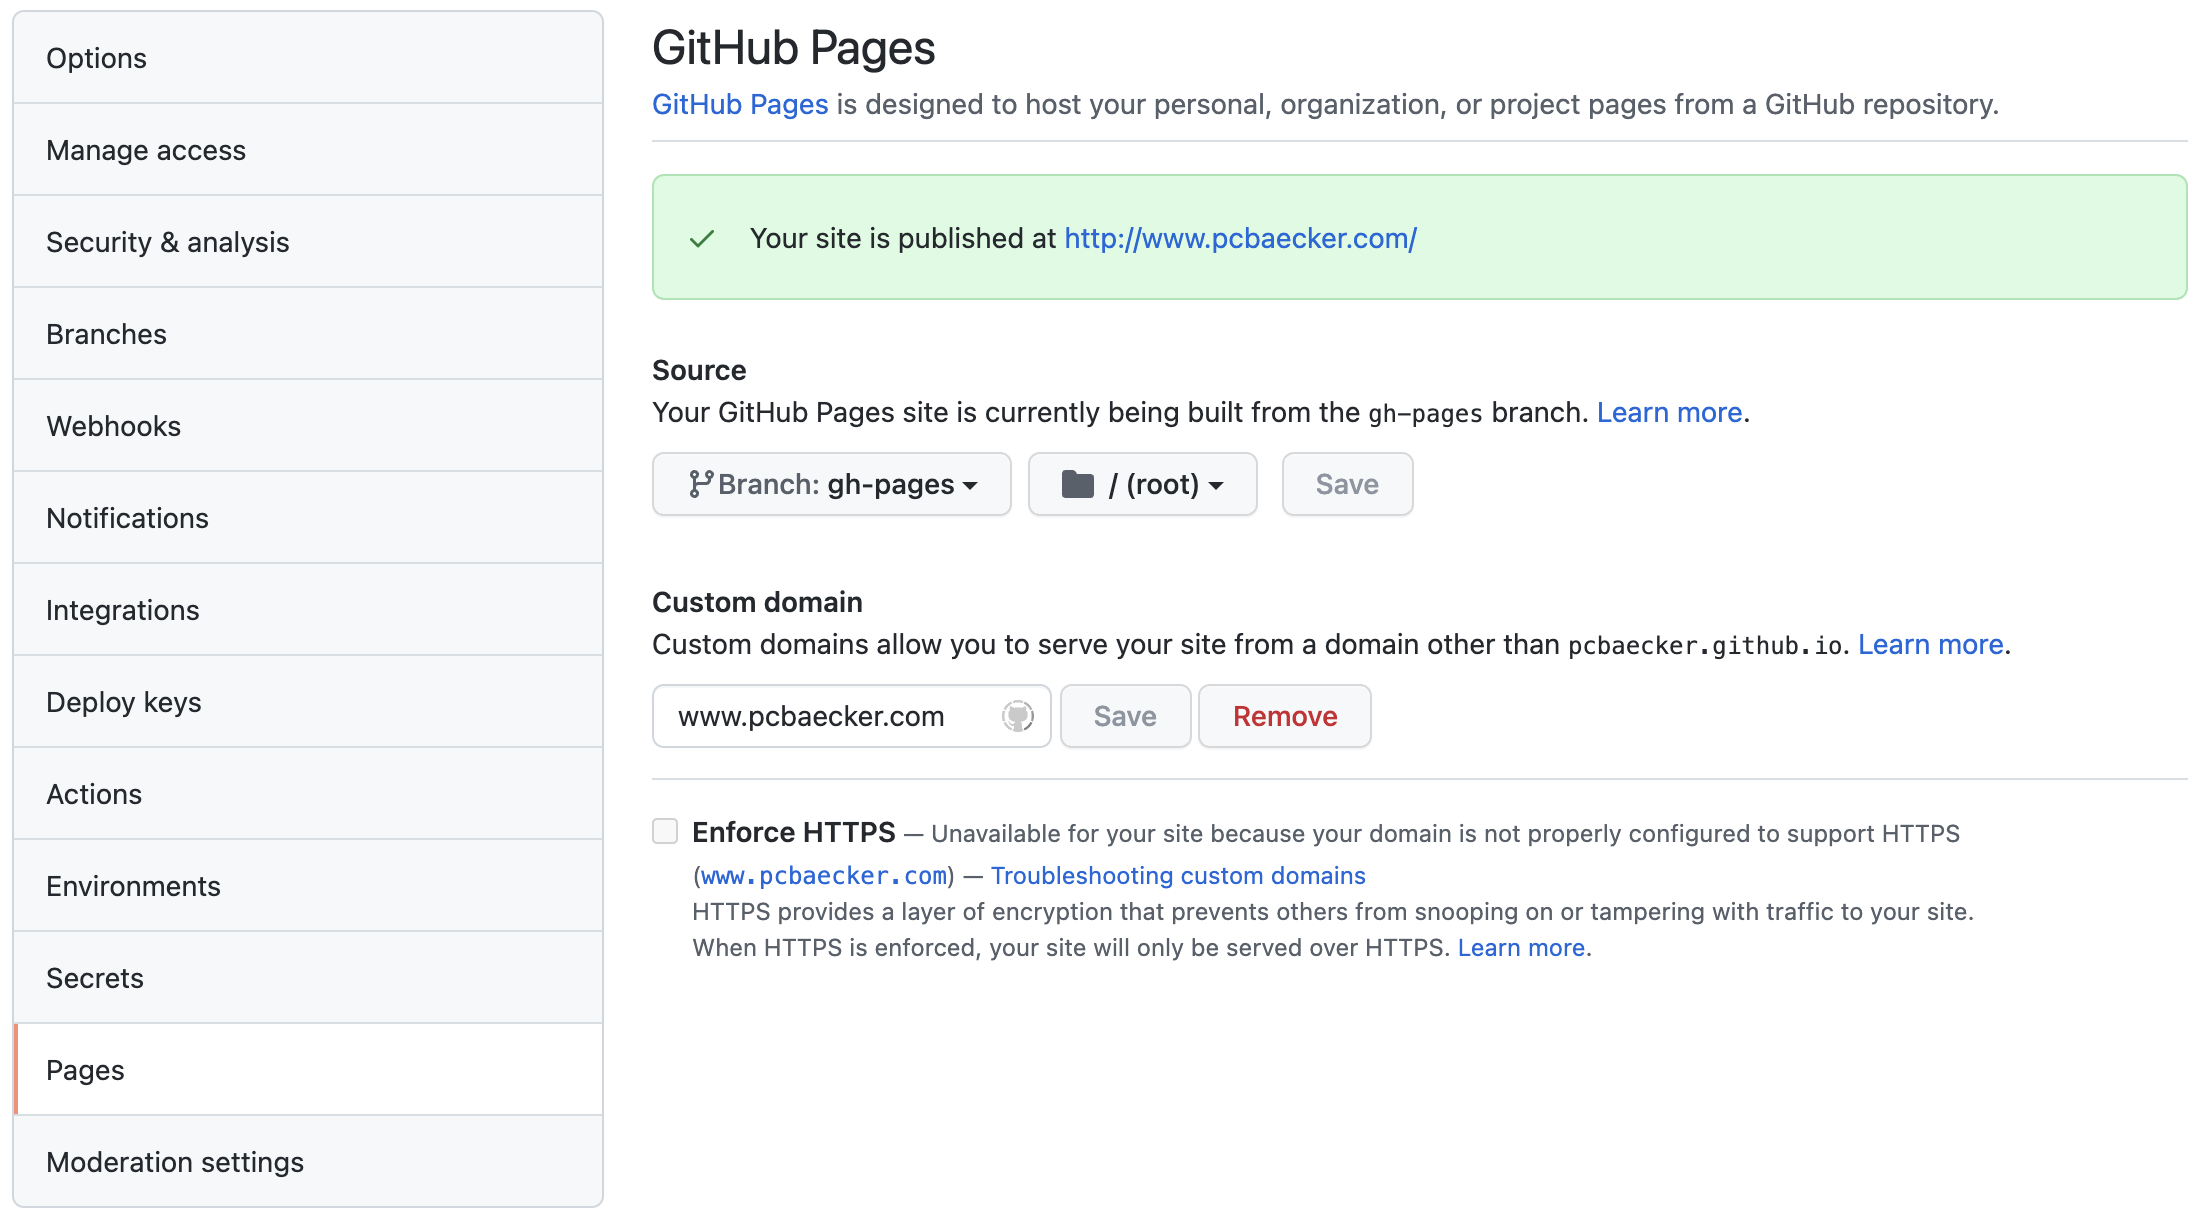 Options
Manage access
Security & analysis
Branches
Webhooks
Notifications
Integrations
Deploy keys
Actions
Environments
Secrets
Pages
Moderation settings
GitHub Pages
GitHub Pages is designed to host your personal, organization, or project pages from a GitHub repository.
Your site is published at http://www.pcbaecker.com/
Source
Your GitHub Pages site is currently being built from the gh-pages branch. Learn more.
Branch: gh-pages / (root) Save
Custom domain
Custom domains allow you to serve your site from a domain other than pcbaecker.github.io. Learn more.
www.pcbaecker.com Save Remove
Enforce HTTPS — Unavailable for your site because your domain is not properly configured to support HTTPS
(www.pcbaecker.com) — Troubleshooting custom domains
HTTPS provides a layer of encryption that prevents others from snooping on or tampering with traffic to your site.
When HTTPS is enforced, your site will only be served over HTTPS. Learn more.